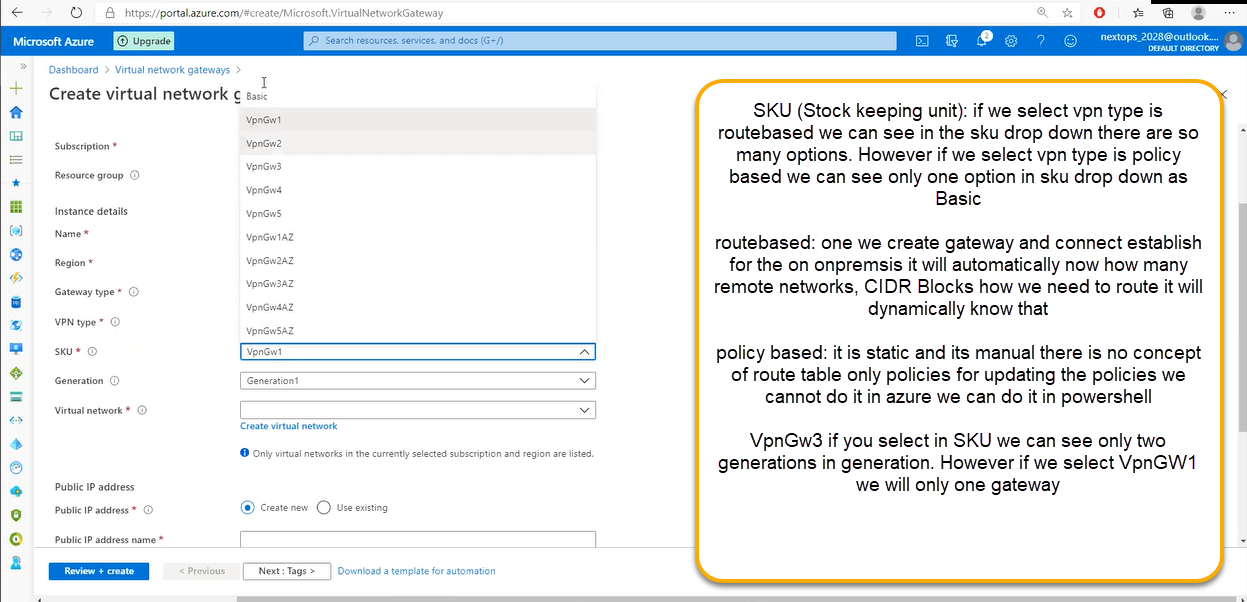 https://portal.azure.com/#create/Microsoft.VirtualNetworkGateway
Microsoft Azure
Upgrade
Search resources, services, and docs (G+/)
2
nextops_2028@outlook....
DEFAULT DIRECTORY
Dashboard > Virtual network gateways >
Create virtual network g
Basic
VpnGw1
VpnGw2
VpnGw3
VpnGw4
VpnGw5
VpnGw1AZ
VpnGw2AZ
VpnGw3AZ
VpnGw4AZ
VpnGw5AZ
Subscription *
Resource group
Instance details
Name *
Region *
Gateway type *
VPN type *
SKU *
VpnGw1
Generation
Generation1
Virtual network *
Create virtual network
Only virtual networks in the currently selected subscription and region are listed.
Public IP address
Public IP address *
Create new
Use existing
Public IP address name *
Review + create
< Previous
Next : Tags >
Download a template for automation
SKU (Stock keeping unit): if we select vpn type is
routebased we can see in the sku drop down there are so
many options. However if we select vpn type is policy
based we can see only one option in sku drop down as
Basic
routebased: one we create gateway and connect establish
for the on onpremsis it will automatically now how many
remote networks, CIDR Blocks how we need to route it will
dynamically know that
policy based: it is static and its manual there is no concept
of route table only policies for updating the policies we
cannot do it in azure we can do it in powershell
VpnGw3 if you select in SKU we can see only two
generations in generation. However if we select VpnGW1
we will only one gateway